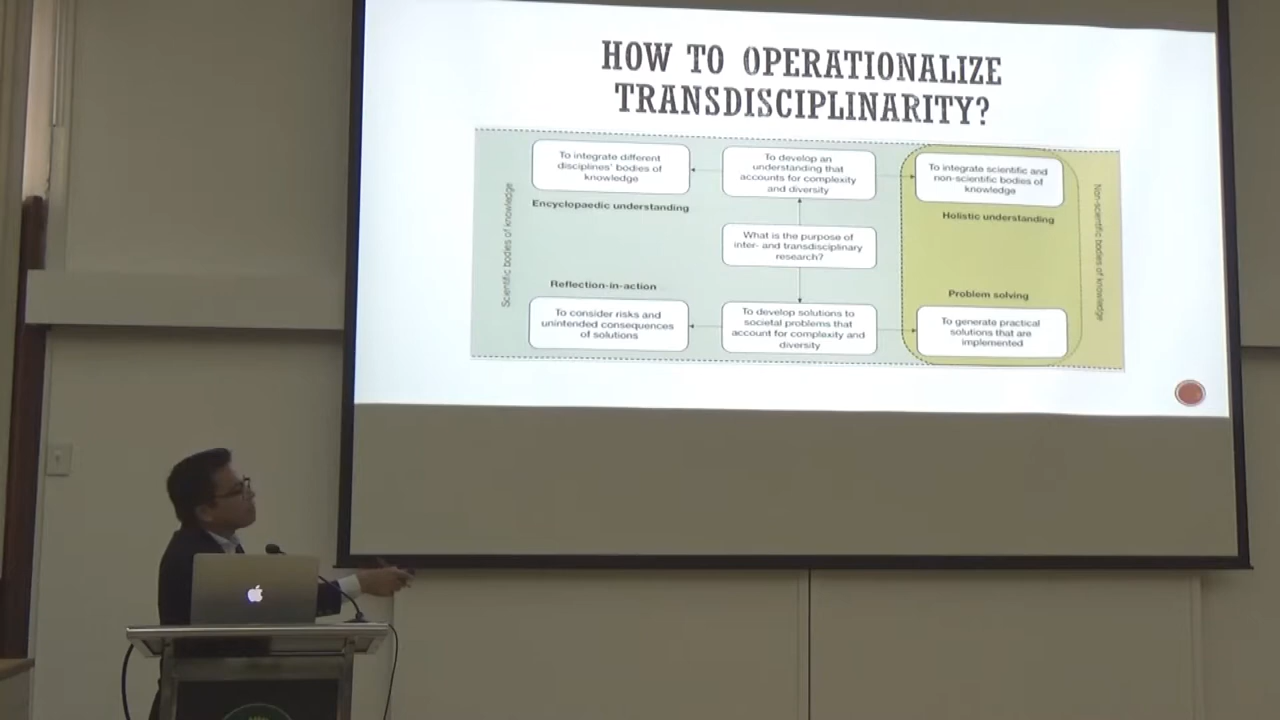 HOW TO OPERATIONALIZE
TRANSDISCIPLINARITY?
Scientific bodies of knowledge
To integrate different
disciplines' bodies of
knowledge
Encyclopaedic understanding
To develop an
understanding that
accounts for complexity
and diversity
To integrate scientific and
non-scientific bodies of
knowledge
Holistic understanding
What is the purpose of
inter- and transdisciplinary
research?
Reflection-in-action
To consider risks and
unintended consequences
of solutions
To develop solutions to
societal problems that
account for complexity and
diversity
Problem solving
To generate practical
solutions that are
implemented
Non-scientific bodies of knowledge